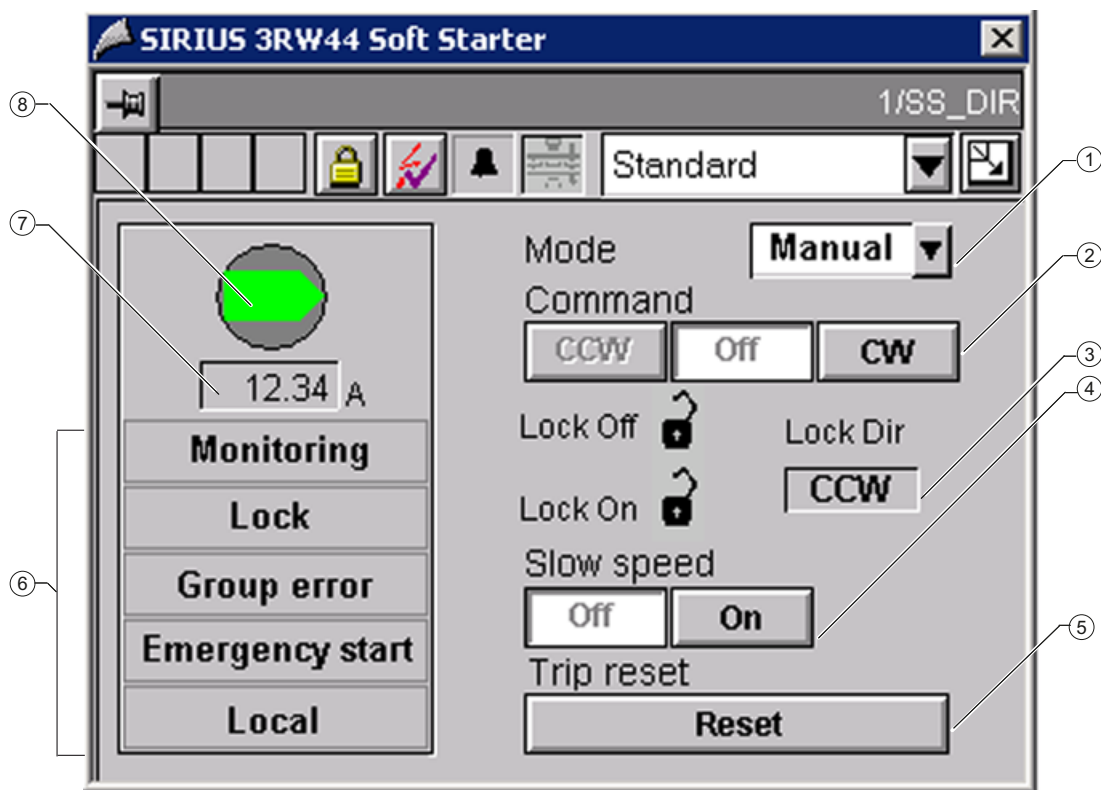 SIRIUS 3RW44 Soft Starter
1/SS_DIR
Standard
Mode
Manual
Command
CCW Off CW
Lock Off
Lock Dir
CCW
Lock On
Slow speed
Off On
Trip reset
Reset
12.34 A
Monitoring
Lock
Group error
Emergency start
Local
1
2
3
4
5
6
7
8